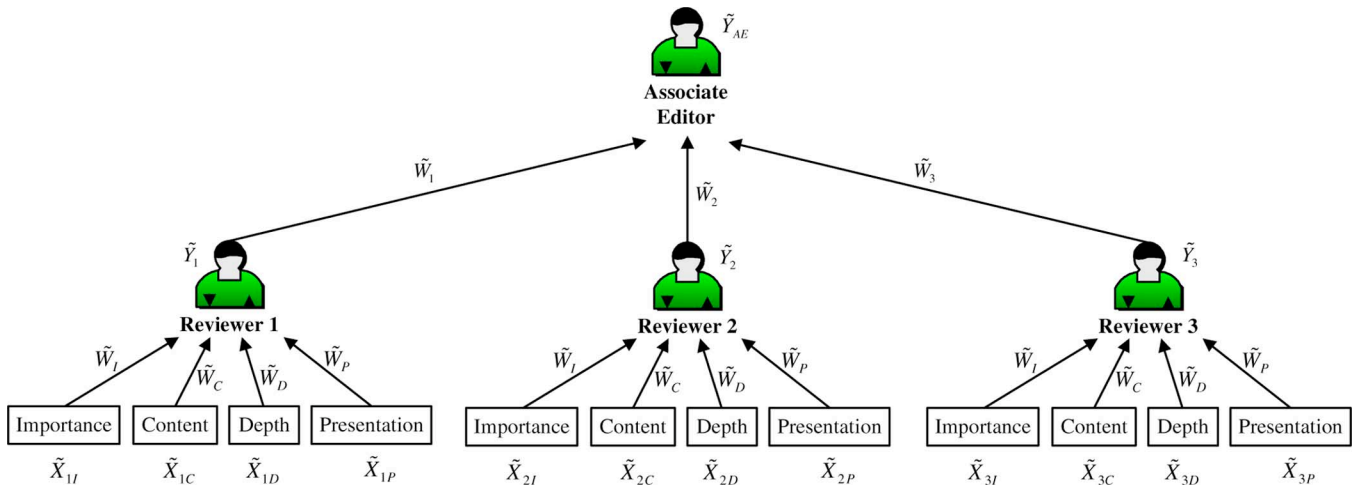 Ỹ_AE
Associate
Editor
W̃_1
W̃_2
W̃_3
Ỹ_1
Ỹ_2
Ỹ_3
Reviewer 1
Reviewer 2
Reviewer 3
W̃_I W̃_C W̃_D W̃_P
W̃_I W̃_C W̃_D W̃_P
W̃_I W̃_C W̃_D W̃_P
Importance Content Depth Presentation
Importance Content Depth Presentation
Importance Content Depth Presentation
X̃_1I X̃_1C X̃_1D X̃_1P
X̃_2I X̃_2C X̃_2D X̃_2P
X̃_3I X̃_3C X̃_3D X̃_3P